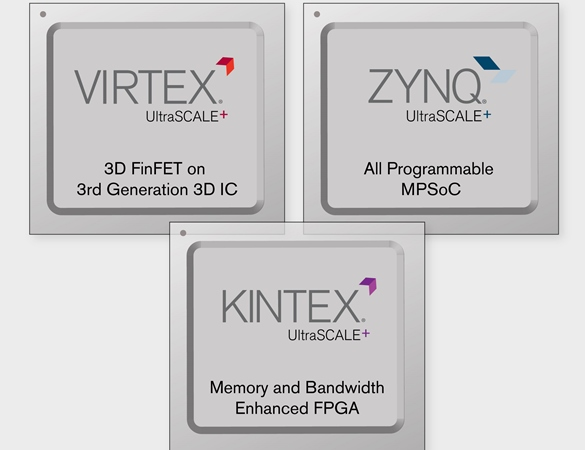 VIRTEX®
UltraSCALE+
3D FinFET on
3rd Generation 3D IC
ZYNQ®
UltraSCALE+
All Programmable
MPSoC
KINTEX®
UltraSCALE+
Memory and Bandwidth
Enhanced FPGA